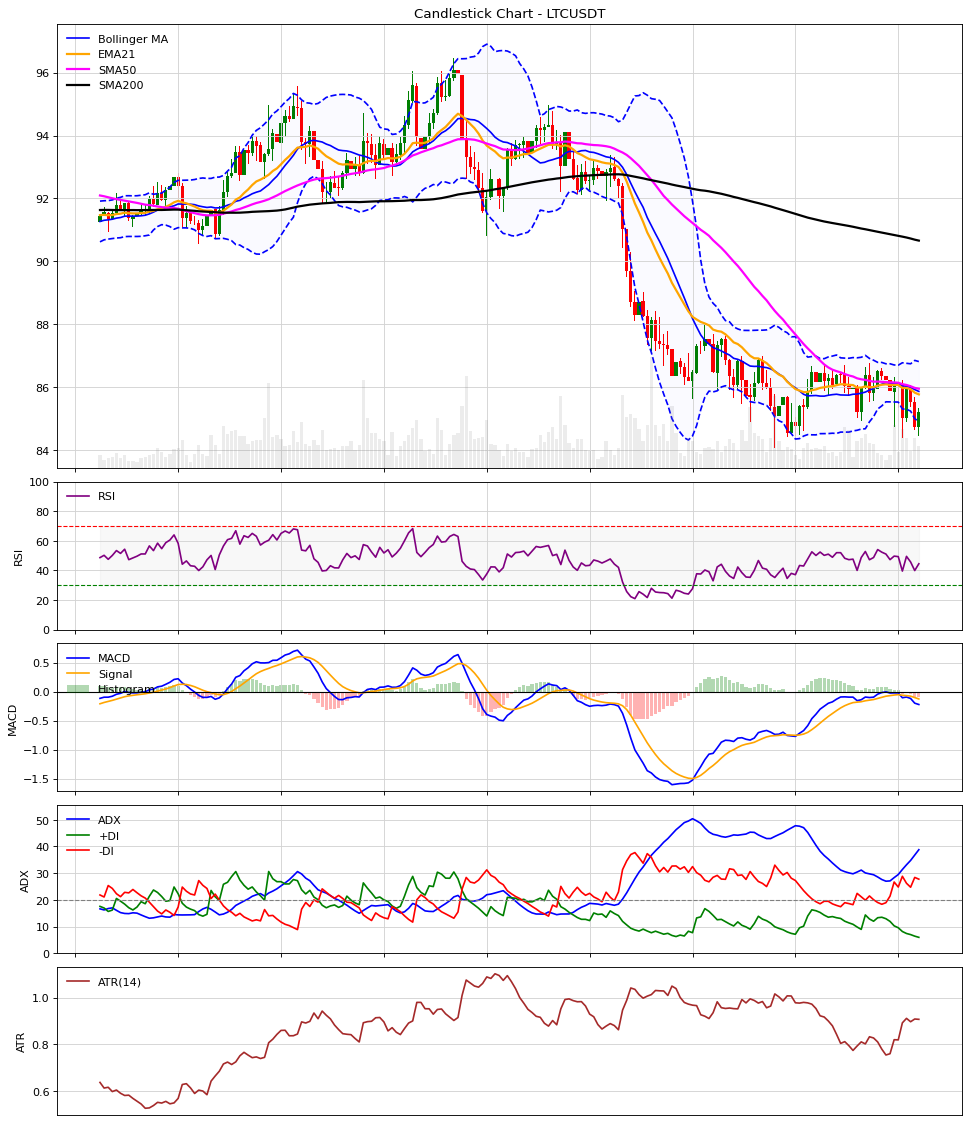 Candlestick Chart - LTCUSDT
Bollinger MA
EMA21
SMA50
SMA200
96
94
92
90
88
86
84
RSI
100
80
60
40
20
0
RSI
MACD
Signal
Histogram
0.5
0.0
−0.5
−1.0
−1.5
MACD
ADX
+DI
-DI
50
40
30
20
10
0
ADX
ATR(14)
1.0
0.8
0.6
ATR